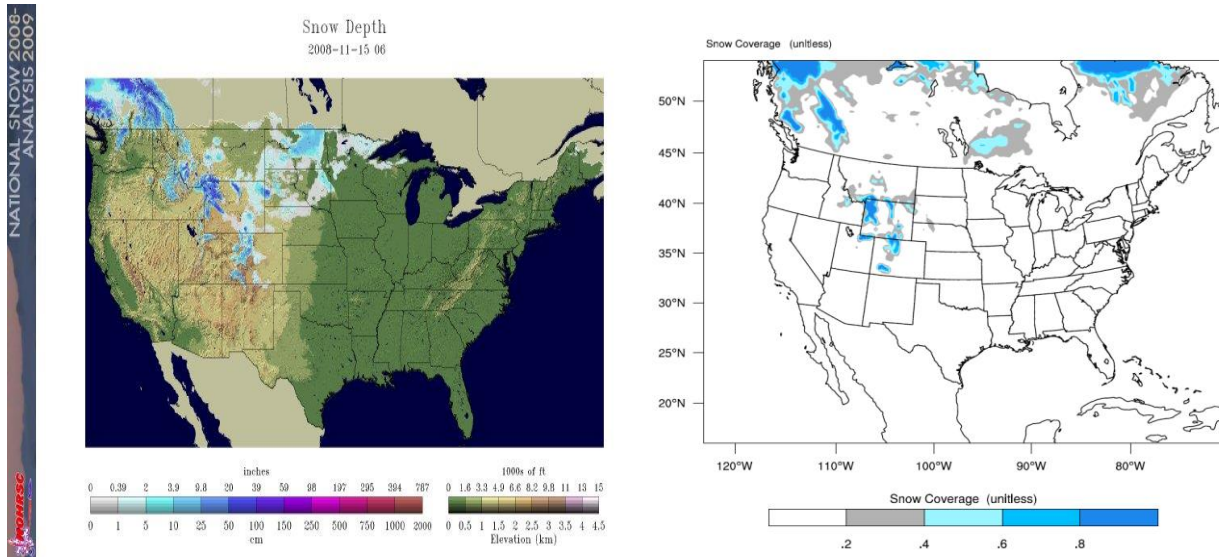 NATIONAL SNOW 2008-
ANALYSIS 2009
NOHRSC
Snow Depth
2008-11-15 06
inches
0 0.39 2 3.9 9.8 20 39 59 98 197 295 394 787
0 1 5 10 25 50 100 150 250 500 750 1000 2000
cm
1000s of ft
0 1.6 3.3 4.9 6.6 8.2 9.8 11 13 15
0 0.5 1 1.5 2 2.5 3 3.5 4 4.5
Elevation (km)
Snow Coverage (unitless)
50°N
45°N
40°N
35°N
30°N
25°N
20°N
120°W 110°W 100°W 90°W 80°W
Snow Coverage (unitless)
.2 .4 .6 .8